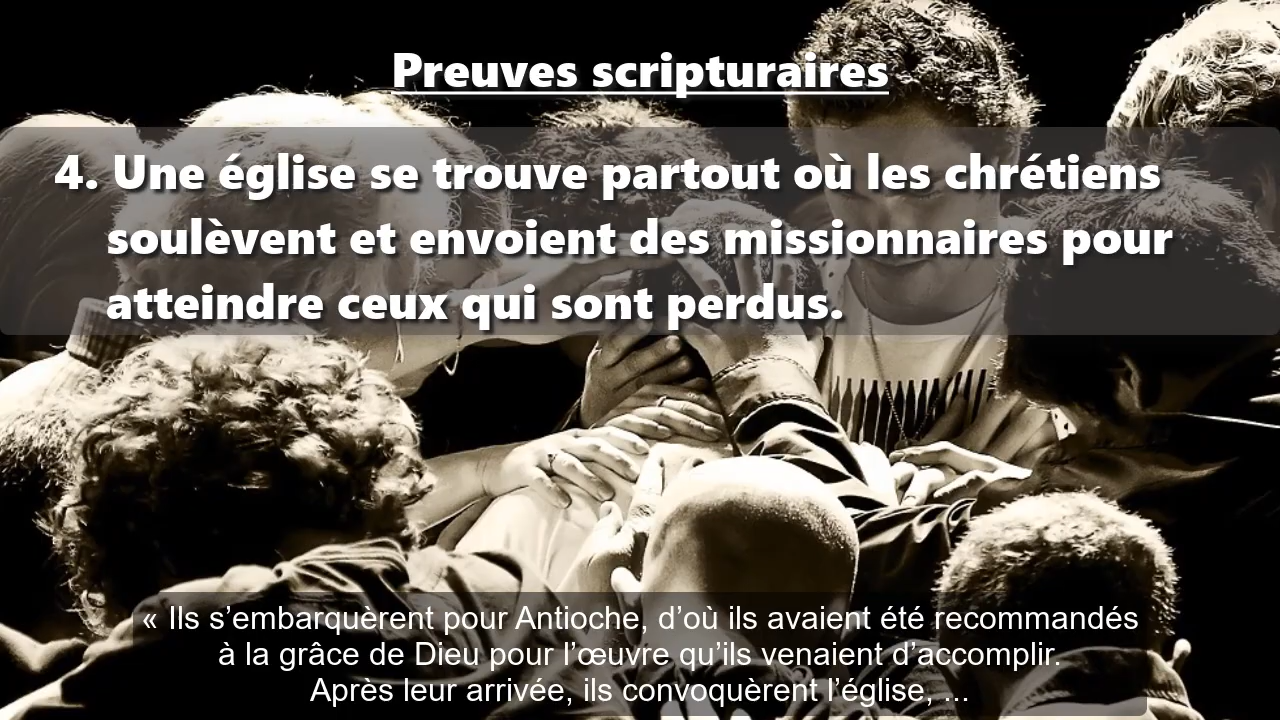 Preuves scripturaires
4. Une église se trouve partout où les chrétiens
soulèvent et envoient des missionnaires pour
atteindre ceux qui sont perdus.
« Ils s’embarquèrent pour Antioche, d’où ils avaient été recommandés
à la grâce de Dieu pour l’œuvre qu’ils venaient d’accomplir.
Après leur arrivée, ils convoquèrent l’église, ...